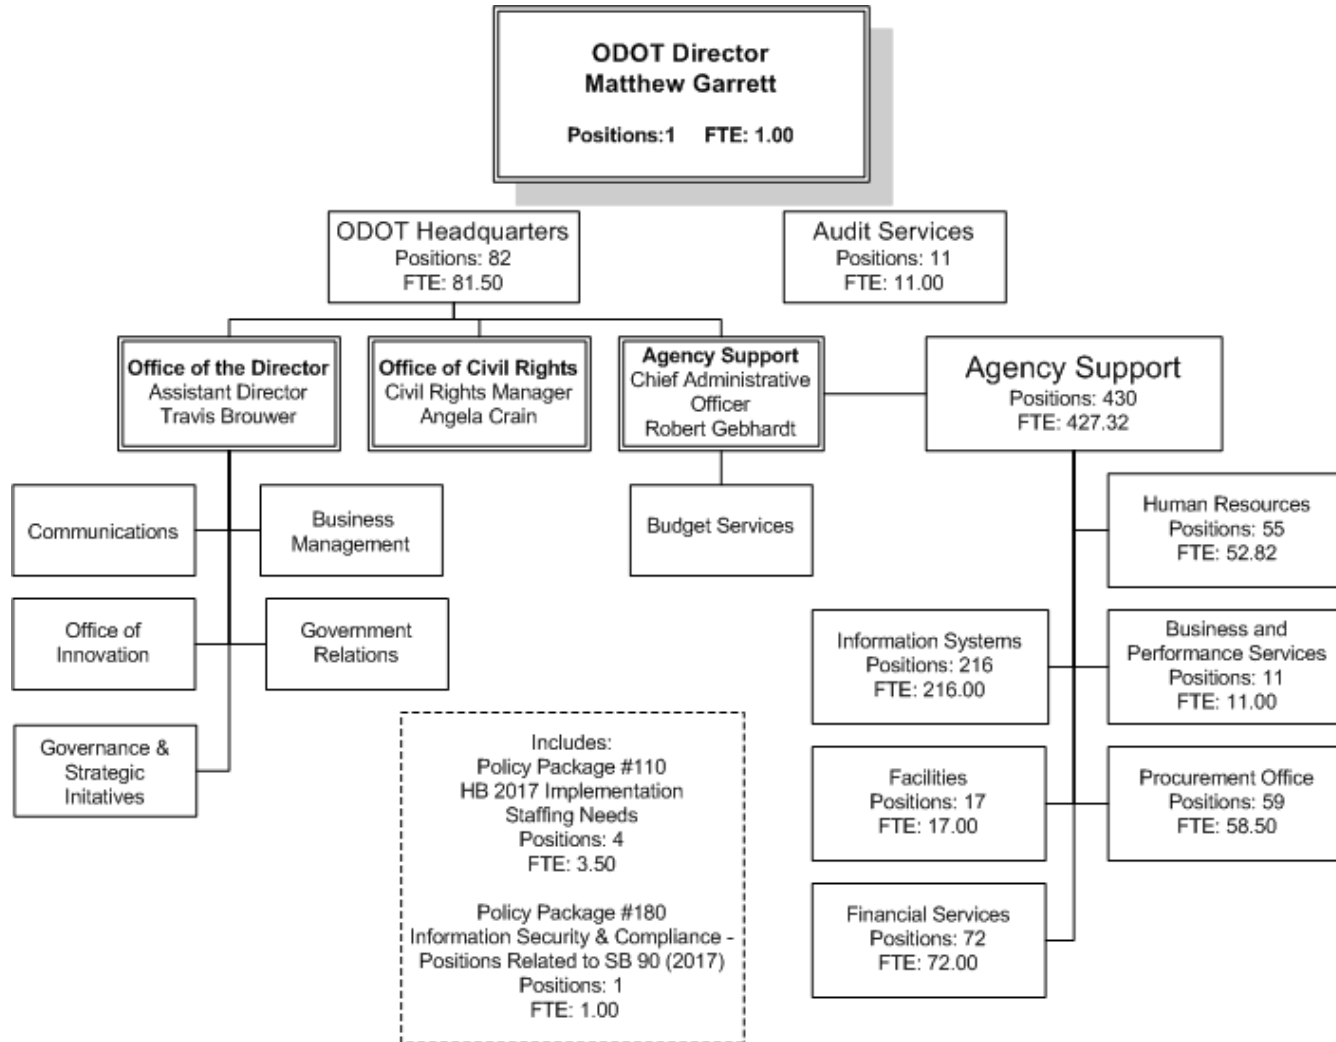 ODOT Director
Matthew Garrett
Positions:1 FTE: 1.00
ODOT Headquarters
Positions: 82
FTE: 81.50
Audit Services
Positions: 11
FTE: 11.00
Office of the Director
Assistant Director
Travis Brouwer
Office of Civil Rights
Civil Rights Manager
Angela Crain
Agency Support
Chief Administrative
Officer
Robert Gebhardt
Agency Support
Positions: 430
FTE: 427.32
Communications
Business
Management
Budget Services
Human Resources
Positions: 55
FTE: 52.82
Office of
Innovation
Government
Relations
Information Systems
Positions: 216
FTE: 216.00
Business and
Performance Services
Positions: 11
FTE: 11.00
Governance &
Strategic
Initatives
Includes:
Policy Package #110
HB 2017 Implementation
Staffing Needs
Positions: 4
FTE: 3.50
Policy Package #180
Information Security & Compliance -
Positions Related to SB 90 (2017)
Positions: 1
FTE: 1.00
Facilities
Positions: 17
FTE: 17.00
Procurement Office
Positions: 59
FTE: 58.50
Financial Services
Positions: 72
FTE: 72.00